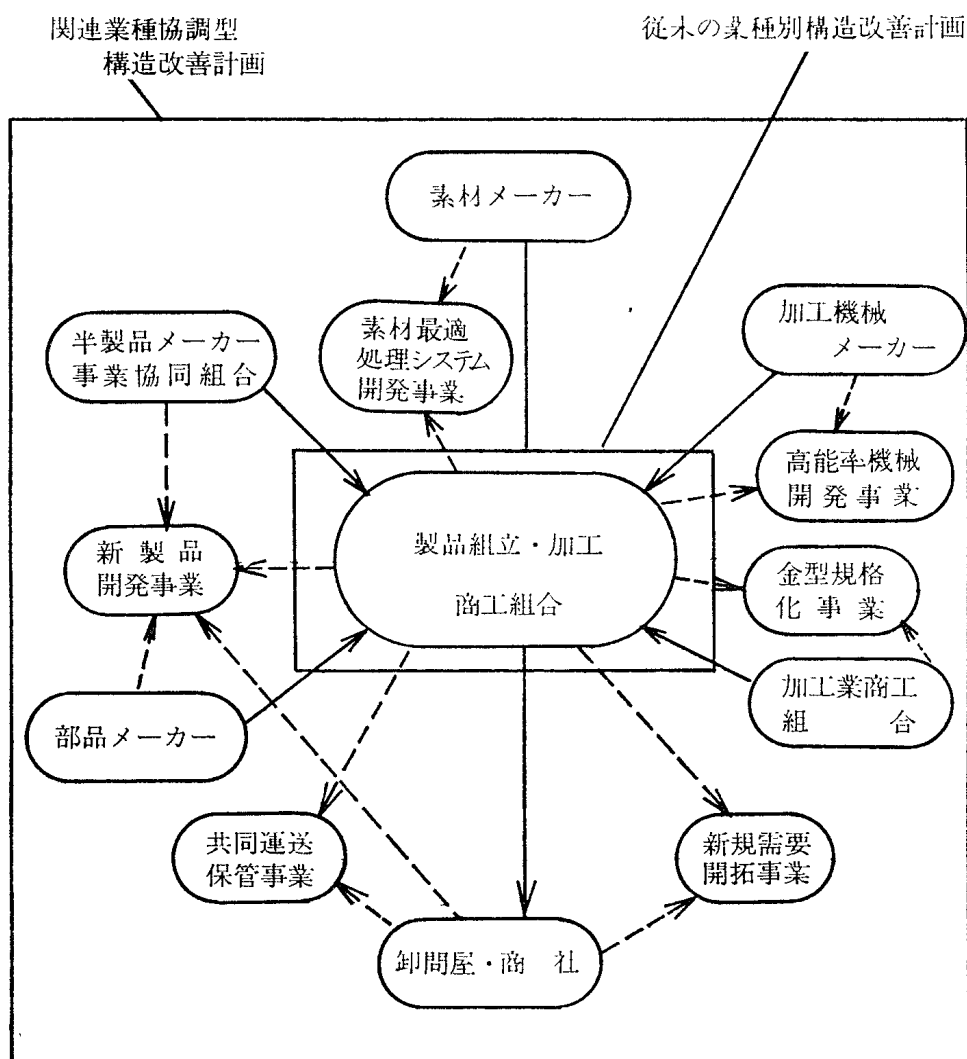 関連業種協調型
構造改善計画
従来の業種別構造改善計画
素材メーカー
素材最適
処理システム
開発事業
加工機械
メーカー
半製品メーカー
事業協同組合
高能率機械
開発事業
製品組立・加工
商工組合
新製品
開発事業
金型規格
化事業
加工業商工
組合
部品メーカー
共同運送
保管事業
新規需要
開拓事業
卸問屋・商社